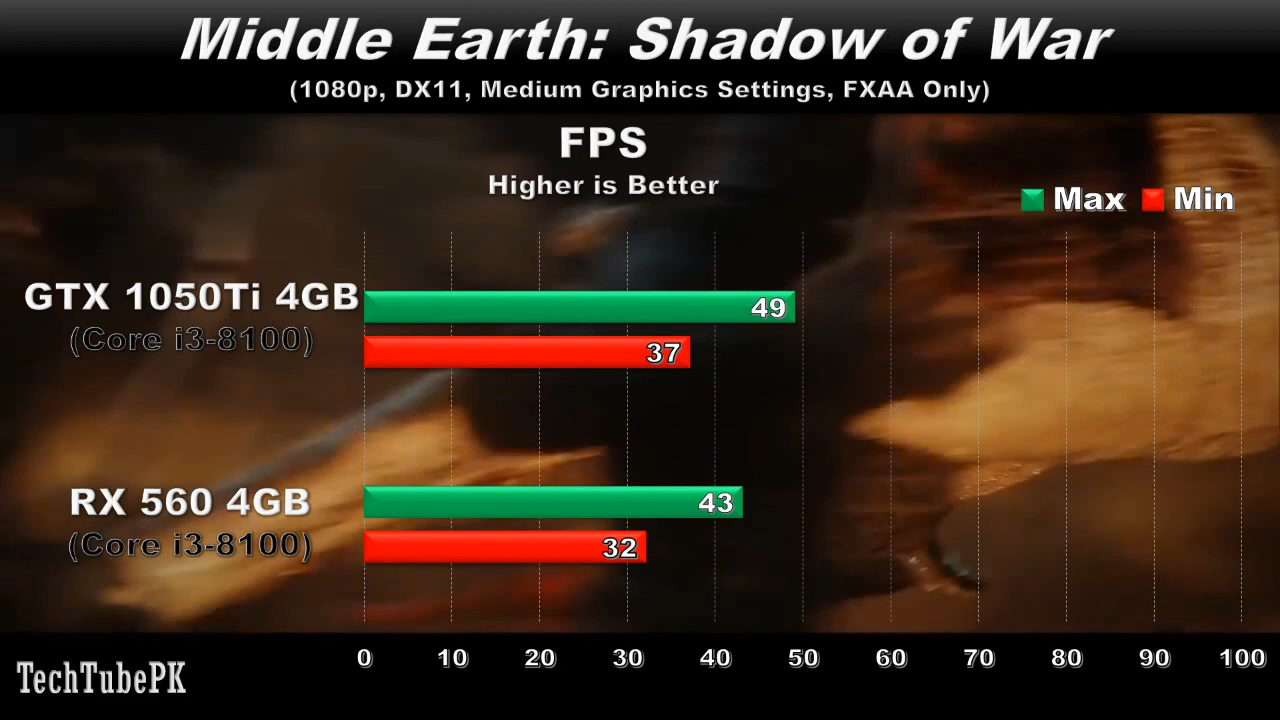 Middle Earth: Shadow of War
(1080p, DX11, Medium Graphics Settings, FXAA Only)
FPS
Higher is Better
Max Min
GTX 1050Ti 4GB
(Core i3-8100)
49
37
RX 560 4GB
(Core i3-8100)
43
32
0 10 20 30 40 50 60 70 80 90 100
TechTubePK